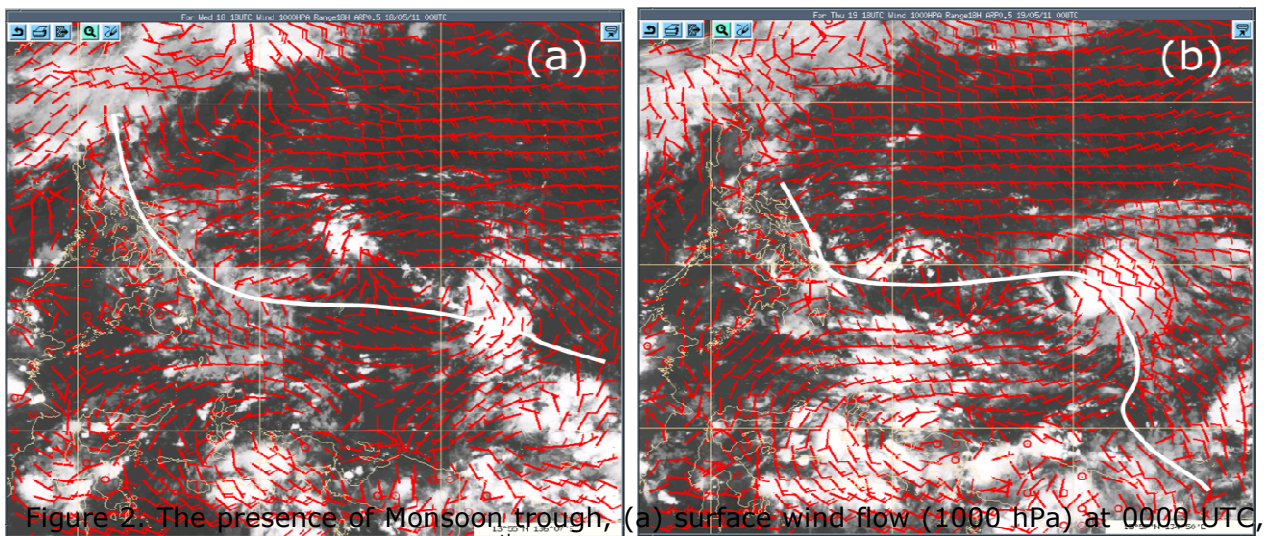 For Wed 18 18UTC Wind 1000HPA Range18H ARP0.5 18/05/11 00UTC
For Thu 19 18UTC Wind 1000HPA Range18H ARP0.5 19/05/11 00UTC
(a)
(b)
Figure 2: The presence of Monsoon trough, (a) surface wind flow (1000 hPa) at 0000 UTC,